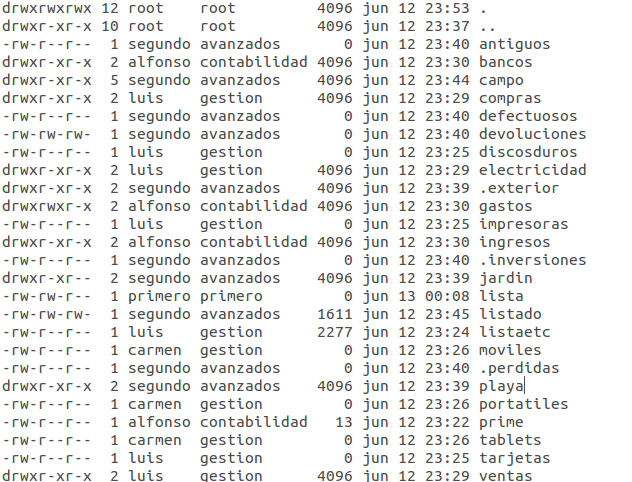 drwxrwxrwx 12 root    root         4096 jun 12 23:53 .
drwxr-xr-x 10 root    root         4096 jun 12 23:37 ..
-rw-r--r--  1 segundo avanzados       0 jun 12 23:40 antiguos
drwxr-xr-x  2 alfonso contabilidad 4096 jun 12 23:30 bancos
drwxr-xr-x  5 segundo avanzados    4096 jun 12 23:44 campo
drwxr-xr-x  2 luis    gestion      4096 jun 12 23:29 compras
-rw-r--r--  1 segundo avanzados       0 jun 12 23:40 defectuosos
-rw-rw-rw-  1 segundo avanzados       0 jun 12 23:40 devoluciones
-rw-r--r--  1 luis    gestion         0 jun 12 23:25 discosduros
drwxr-xr-x  2 luis    gestion      4096 jun 12 23:29 electricidad
drwxr-xr-x  2 segundo avanzados    4096 jun 12 23:39 .exterior
drwxrwxr-x  2 alfonso contabilidad 4096 jun 12 23:30 gastos
-rw-r--r--  1 luis    gestion         0 jun 12 23:25 impresoras
drwxr-xr-x  2 alfonso contabilidad 4096 jun 12 23:30 ingresos
-rw-r--r--  1 segundo avanzados       0 jun 12 23:40 .inversiones
drwxr-xr--  2 segundo avanzados    4096 jun 12 23:39 jardin
-rw-rw-r--  1 primero primero         0 jun 13 00:08 lista
-rw-rw-rw-  1 segundo avanzados    1611 jun 12 23:45 listado
-rw-r--r--  1 luis    gestion      2277 jun 12 23:24 listaetc
-rw-r--r--  1 carmen  gestion         0 jun 12 23:26 moviles
-rw-r--r--  1 segundo avanzados       0 jun 12 23:40 .perdidas
drwxr-xr-x  2 segundo avanzados    4096 jun 12 23:39 playa
-rw-r--r--  1 carmen  gestion         0 jun 12 23:26 portatiles
-rw-r--r--  1 alfonso contabilidad   13 jun 12 23:22 prime
-rw-r--r--  1 carmen  gestion         0 jun 12 23:26 tablets
-rw-r--r--  1 luis    gestion         0 jun 12 23:25 tarjetas
drwxr-xr-x  2 luis    gestion      4096 jun 12 23:29 ventas